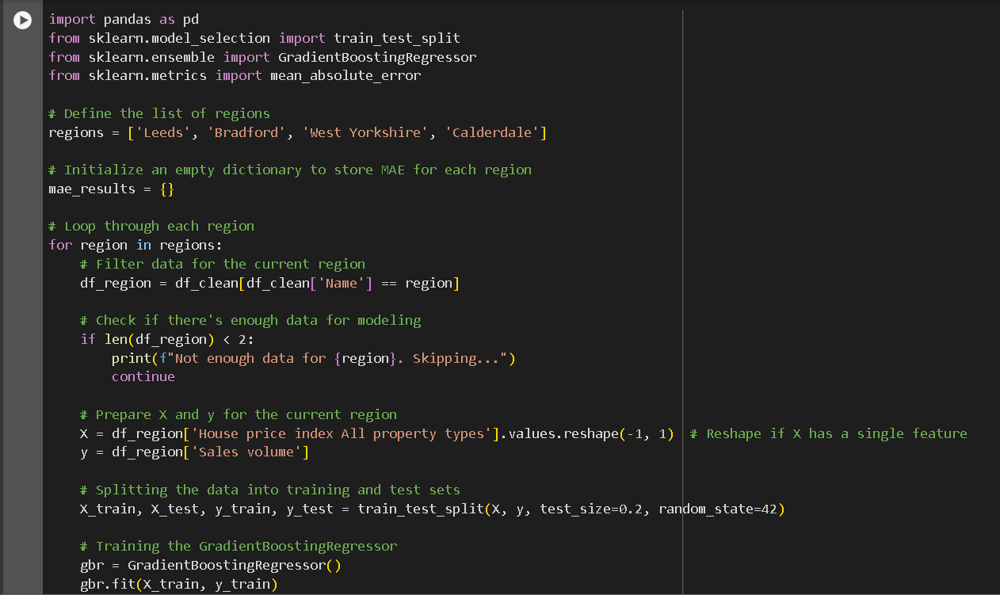 import pandas as pd
from sklearn.model_selection import train_test_split
from sklearn.ensemble import GradientBoostingRegressor
from sklearn.metrics import mean_absolute_error
# Define the list of regions
regions = ['Leeds', 'Bradford', 'West Yorkshire', 'Calderdale']
# Initialize an empty dictionary to store MAE for each region
mae_results = {}
# Loop through each region
for region in regions:
    # Filter data for the current region
    df_region = df_clean[df_clean['Name'] == region]
    # Check if there's enough data for modeling
    if len(df_region) < 2:
        print(f"Not enough data for {region}. Skipping...")
        continue
    # Prepare X and y for the current region
    X = df_region['House price index All property types'].values.reshape(-1, 1)  # Reshape if X has a single feature
    y = df_region['Sales volume']
    # Splitting the data into training and test sets
    X_train, X_test, y_train, y_test = train_test_split(X, y, test_size=0.2, random_state=42)
    # Training the GradientBoostingRegressor
    gbr = GradientBoostingRegressor()
    gbr.fit(X_train, y_train)